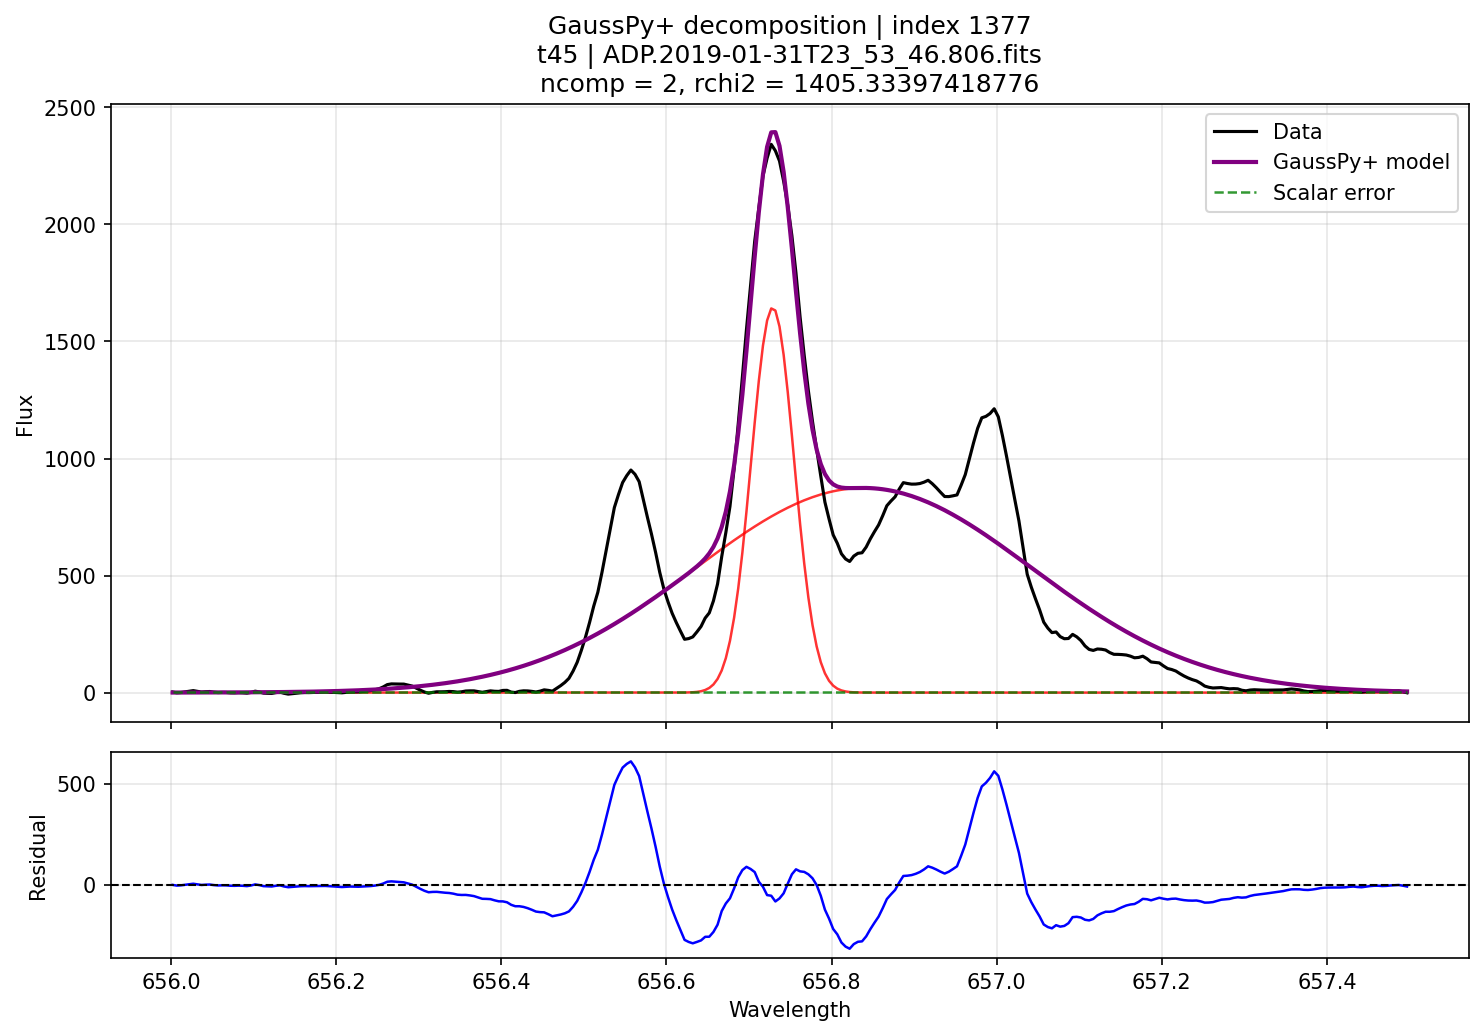 GaussPy+ decomposition | index 1377
t45 | ADP.2019-01-31T23_53_46.806.fits
ncomp = 2, rchi2 = 1405.33397418776
Data
GaussPy+ model
Scalar error
2500
2000
1500
1000
500
0
Flux
500
0
Residual
656.0 656.2 656.4 656.6 656.8 657.0 657.2 657.4
Wavelength